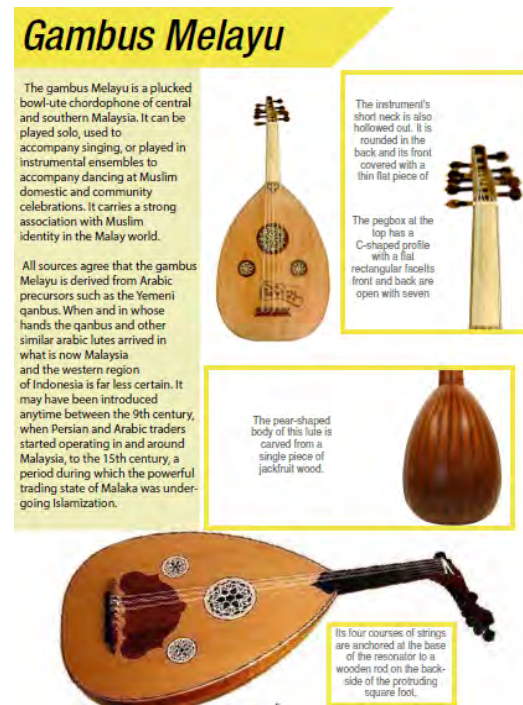 Gambus Melayu
The gambus Melayu is a plucked
bowl-ute chordophone of central
and southern Malaysia. It can be
played solo, used to
accompany singing, or played in
instrumental ensembles to
accompany dancing at Muslim
domestic and community
celebrations. It carries a strong
association with Muslim
identity in the Malay world.
All sources agree that the gambus
Melayu is derived from Arabic
precursors such as the Yemeni
qanbus. When and in whose
hands the qanbus and other
similar arabic lutes arrived in
what is now Malaysia
and the western region
of Indonesia is far less certain. It
may have been introduced
anytime between the 9th century,
when Persian and Arabic traders
started operating in and around
Malaysia, to the 15th century, a
period during which the powerful
trading state of Malaka was under-
going Islamization.
The instrument's
short neck is also
hollowed out. It is
rounded in the
back and its front
covered with a
thin flat piece of
The pegbox at the
top has a
C-shaped profile
with a flat
rectangular facelts
front and back are
open with seven
The pear-shaped
body of this lute is
carved from a
single piece of
jackfruit wood.
Its four courses of strings
are anchored at the base
of the resonator to a
wooden rod on the back-
side of the protruding
square foot,